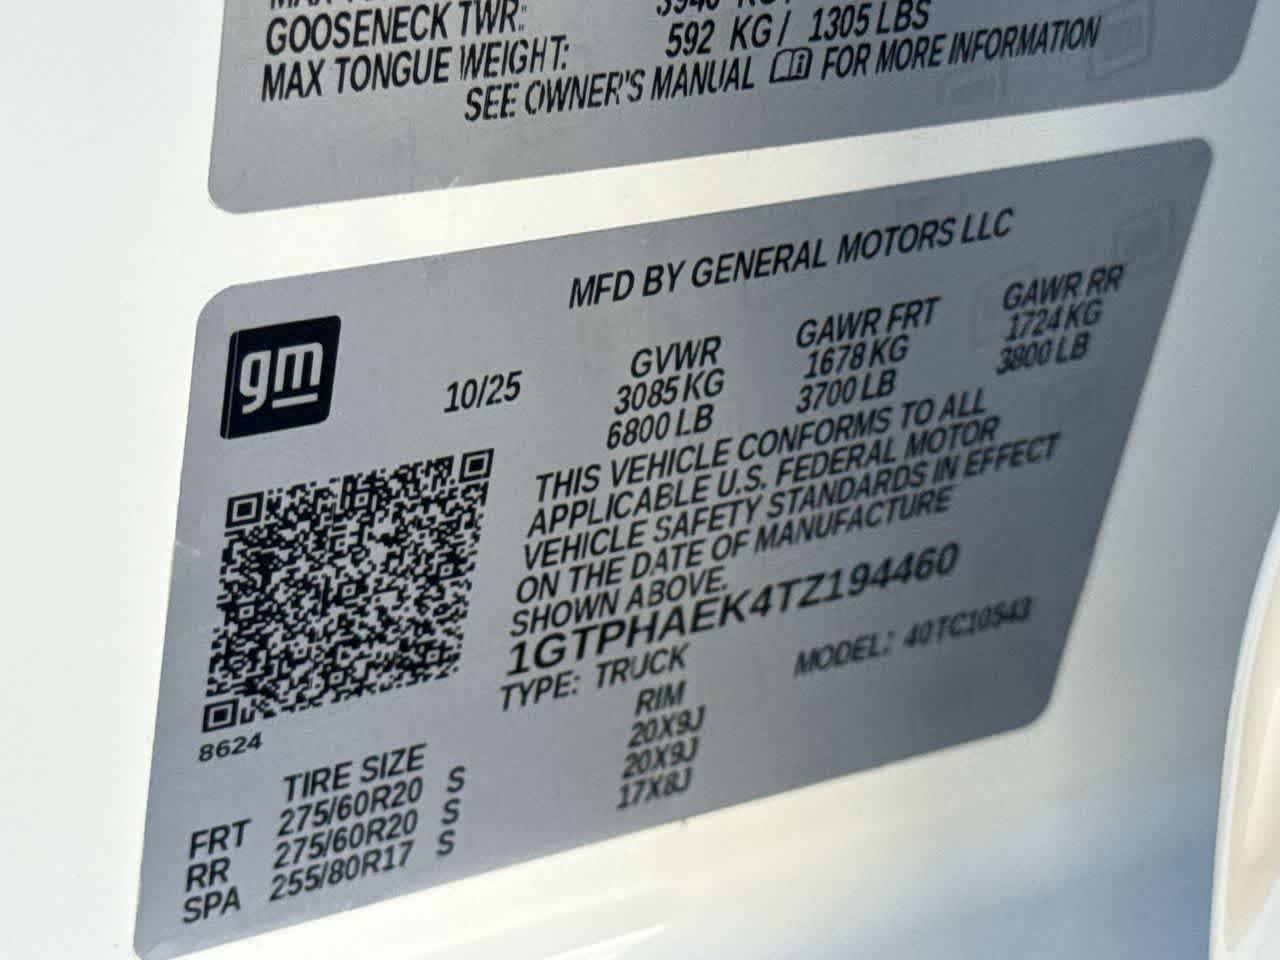 GOOSENECK TWR:
MAX TONGUE WEIGHT: 592 KG / 1305 LBS
SEE OWNER'S MANUAL FOR MORE INFORMATION
MFD BY GENERAL MOTORS LLC
gm
10/25
GVWR GAWR FRT GAWR RR
3085 KG 1678 KG 1724 KG
6800 LB 3700 LB 3800 LB
THIS VEHICLE CONFORMS TO ALL
APPLICABLE U.S. FEDERAL MOTOR
VEHICLE SAFETY STANDARDS IN EFFECT
ON THE DATE OF MANUFACTURE
SHOWN ABOVE.
1GTPHAEK4TZ194460
TYPE: TRUCK MODEL: 40 TC10543
8624
TIRE SIZE RIM
FRT 275/60R20 S 20X9J
RR 275/60R20 S 20X9J
SPA 255/80R17 S 17X8J